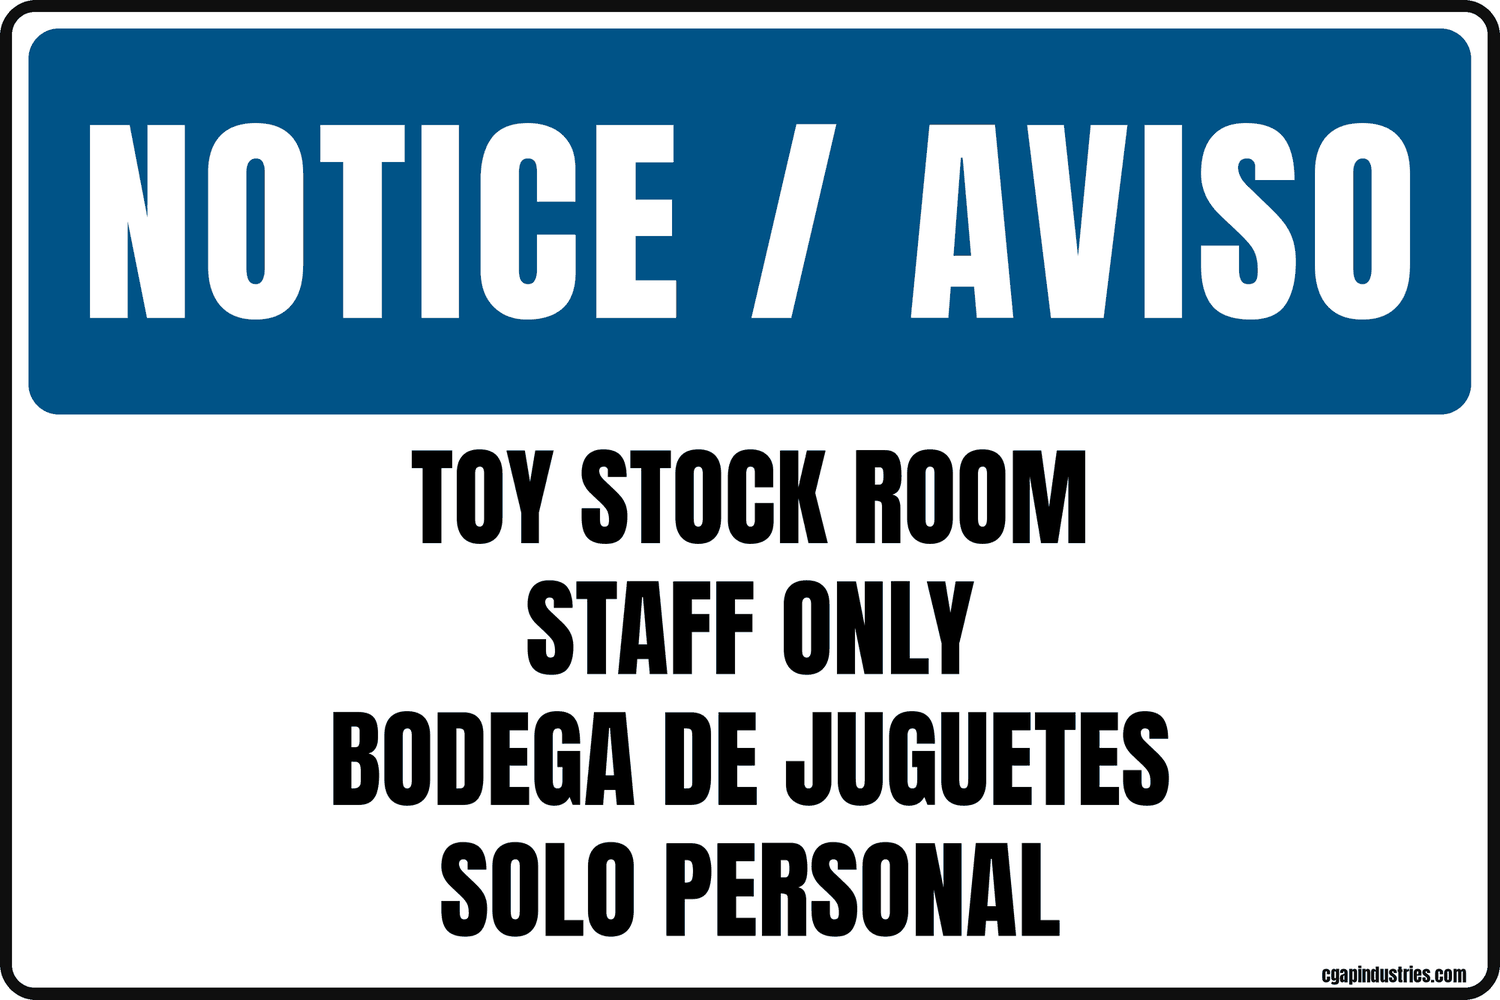 NOTICE / AVISO
TOY STOCK ROOM
STAFF ONLY
BODEGA DE JUGUETES
SOLO PERSONAL
cgapindustries.com